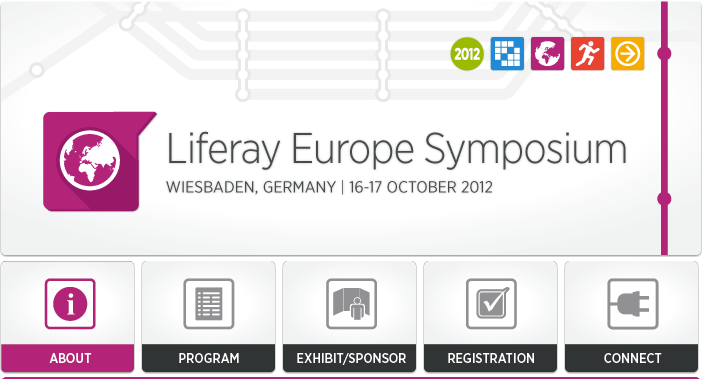 2012
Liferay Europe Symposium
WIESBADEN, GERMANY | 16-17 OCTOBER 2012
i
ABOUT
PROGRAM
EXHIBIT/SPONSOR
REGISTRATION
CONNECT